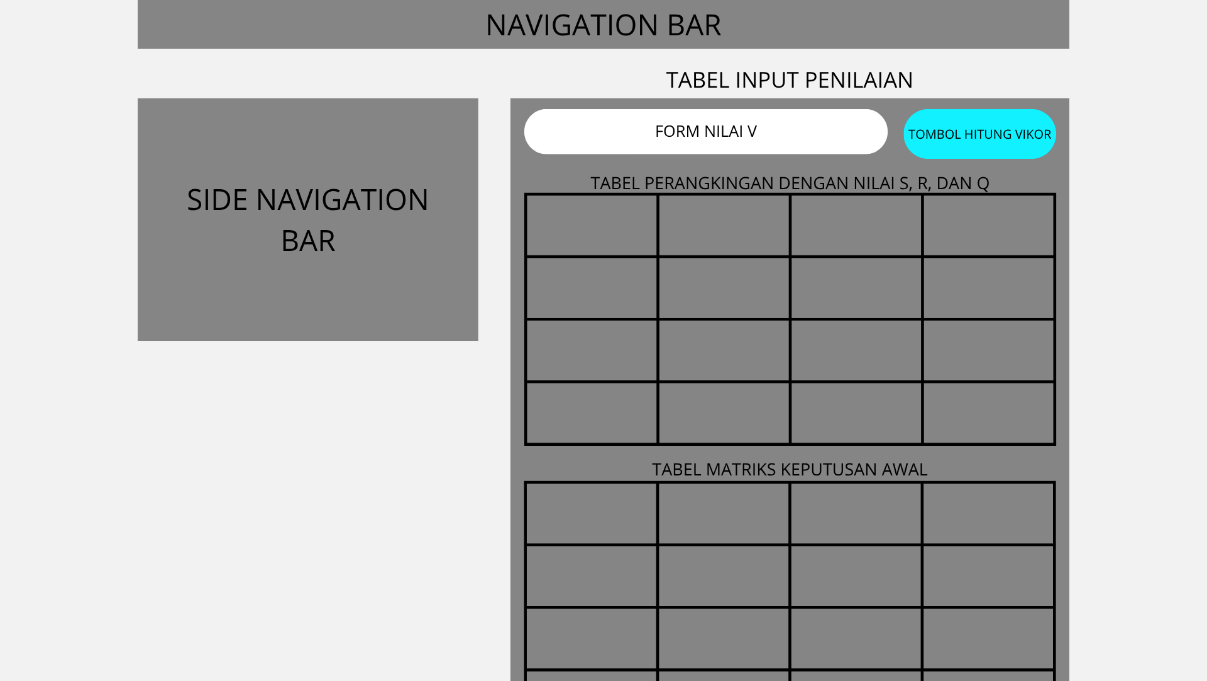 NAVIGATION BAR
TABEL INPUT PENILAIAN
SIDE NAVIGATION
BAR
FORM NILAI V
TOMBOL HITUNG VIKOR
TABEL PERANGKINGAN DENGAN NILAI S, R, DAN Q
TABEL MATRIKS KEPUTUSAN AWAL